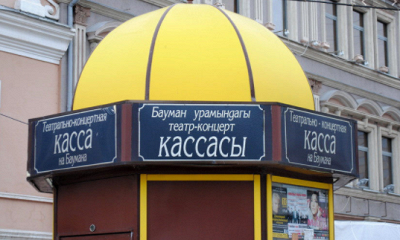 Театрально-концертная
касса
на Баумана
Бауман урамындагы
театр-концерт
кассасы
Театрально-концертная
касса
на Баумана